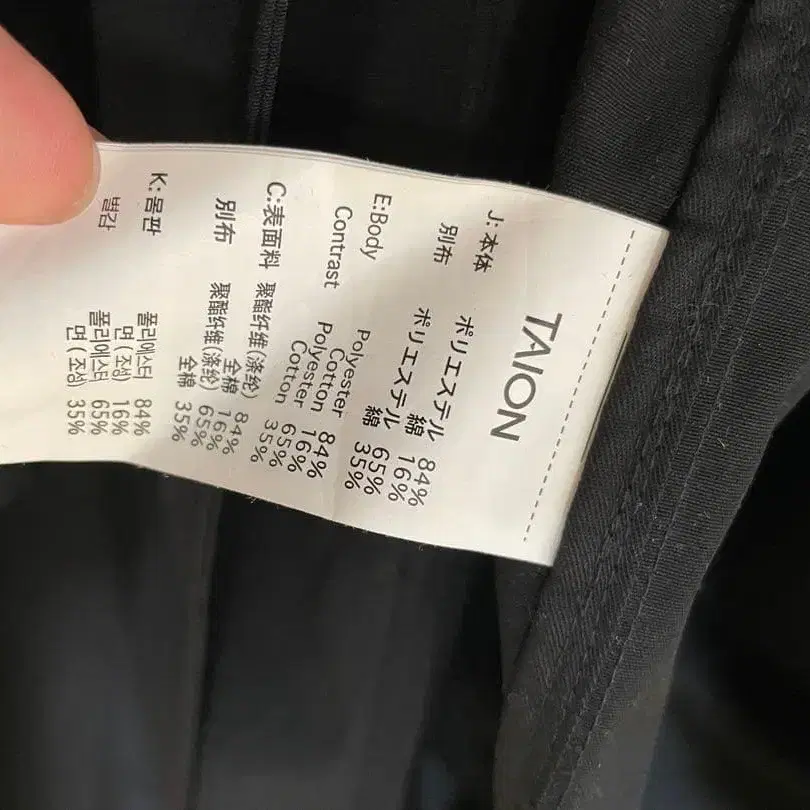 TAION
J: 本体 ポリエステル 84%
綿 16%
別布 ポリエステル 65%
綿 35%
E:Body Polyester 84%
Cotton 16%
Contrast Polyester 65%
Cotton 35%
C:表面料 聚酯纤维(涤纶) 84%
全棉 16%
別布 聚酯纤维(涤纶) 65%
全棉 35%
K:몸판 폴리에스터 84%
면 (조성) 16%
별감 폴리에스터 65%
면 (조성) 35%